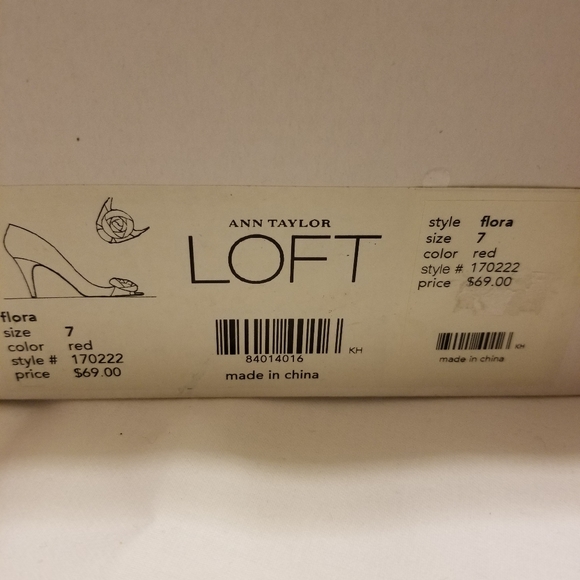 flora
size 7
color red
style # 170222
price $69.00
ANN TAYLOR
LOFT
84014016
KH
made in china
style flora
size 7
color red
style # 170222
price $69.00
KH
made in china